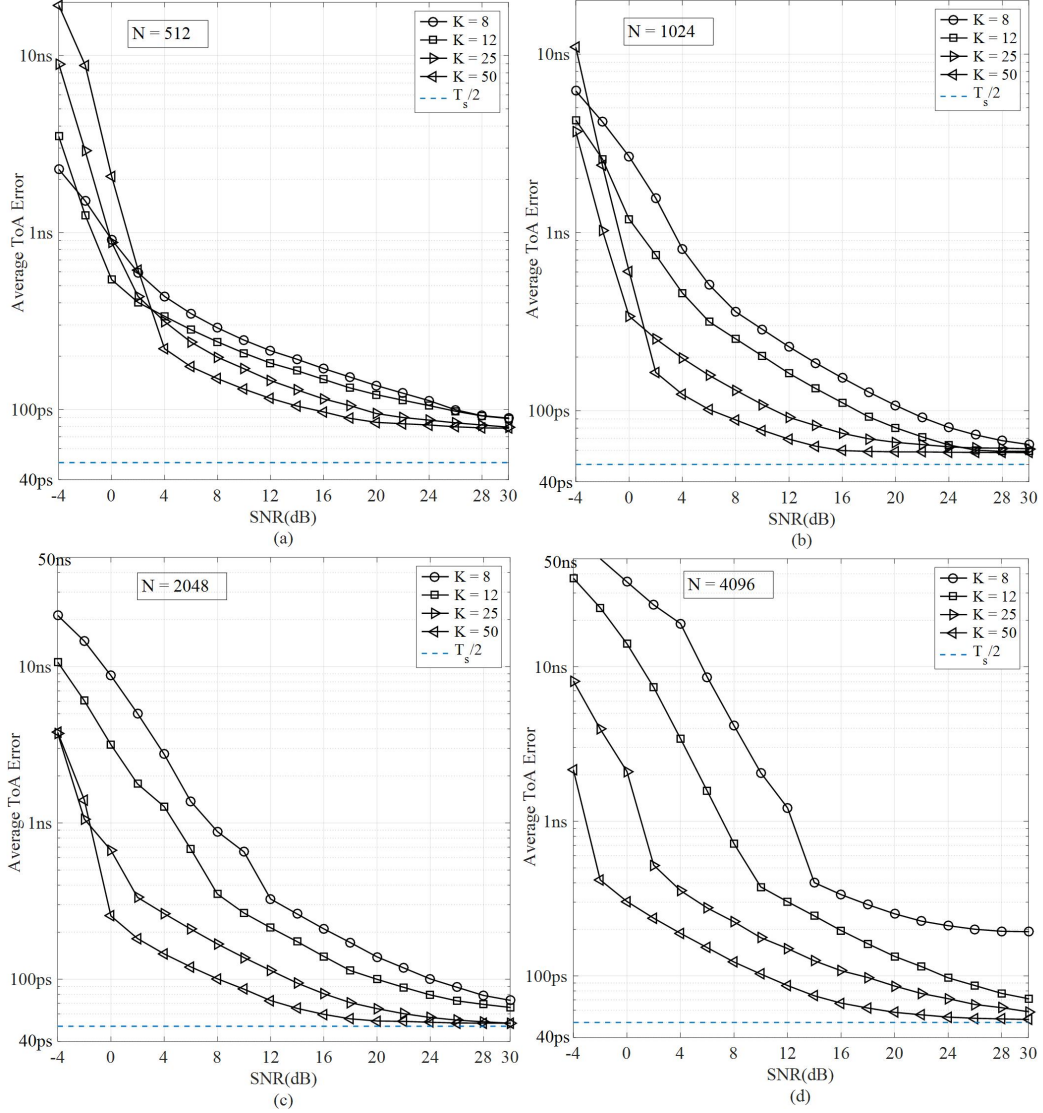 N = 512
K = 8
K = 12
K = 25
K = 50
T_s/2
10ns
1ns
100ps
40ps
Average ToA Error
-4 0 4 8 12 16 20 24 28 30
SNR(dB)
(a)
N = 1024
K = 8
K = 12
K = 25
K = 50
T_s/2
10ns
1ns
100ps
40ps
Average ToA Error
-4 0 4 8 12 16 20 24 28 30
SNR(dB)
(b)
50ns
N = 2048
K = 8
K = 12
K = 25
K = 50
T_s/2
10ns
1ns
100ps
40ps
Average ToA Error
-4 0 4 8 12 16 20 24 28 30
SNR(dB)
(c)
50ns
N = 4096
K = 8
K = 12
K = 25
K = 50
T_s/2
10ns
1ns
100ps
40ps
Average ToA Error
-4 0 4 8 12 16 20 24 28 30
SNR(dB)
(d)